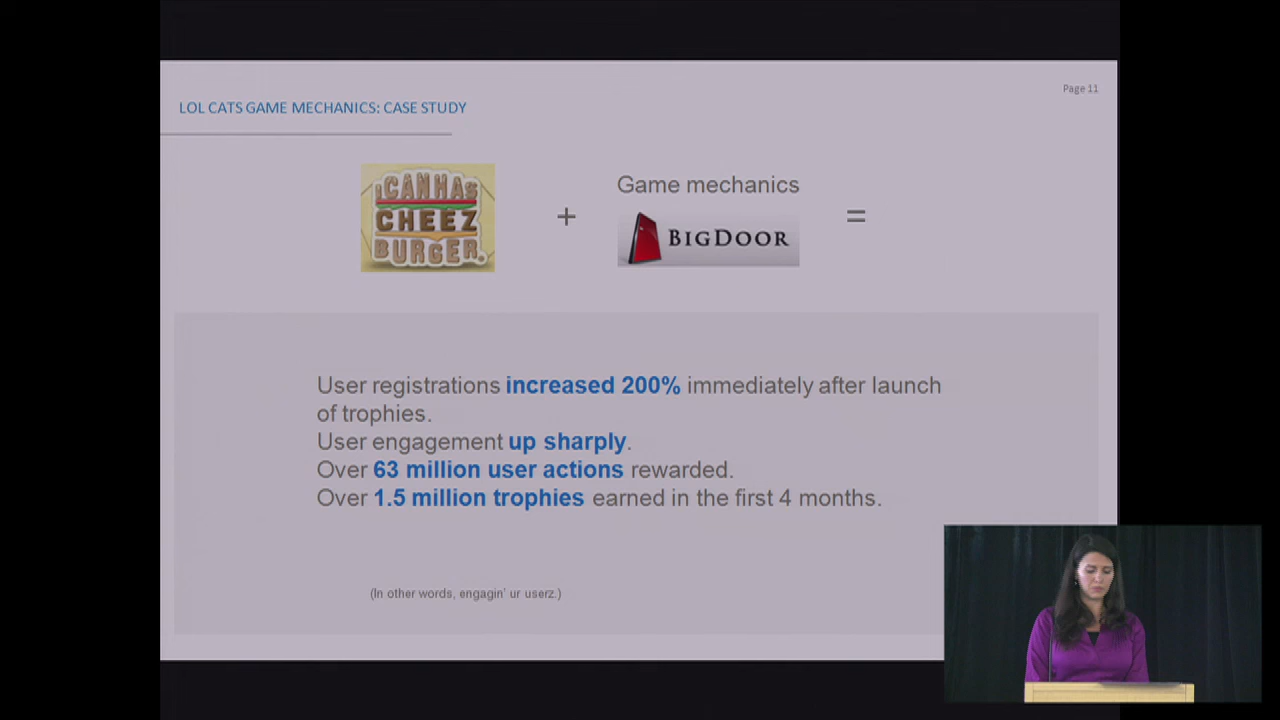 Page 11
LOL CATS GAME MECHANICS: CASE STUDY
I CAN HAS
CHEEZ
BURGER.
+
Game mechanics
BIGDOOR
=
User registrations increased 200% immediately after launch
of trophies.
User engagement up sharply.
Over 63 million user actions rewarded.
Over 1.5 million trophies earned in the first 4 months.
(In other words, engagin' ur userz.)